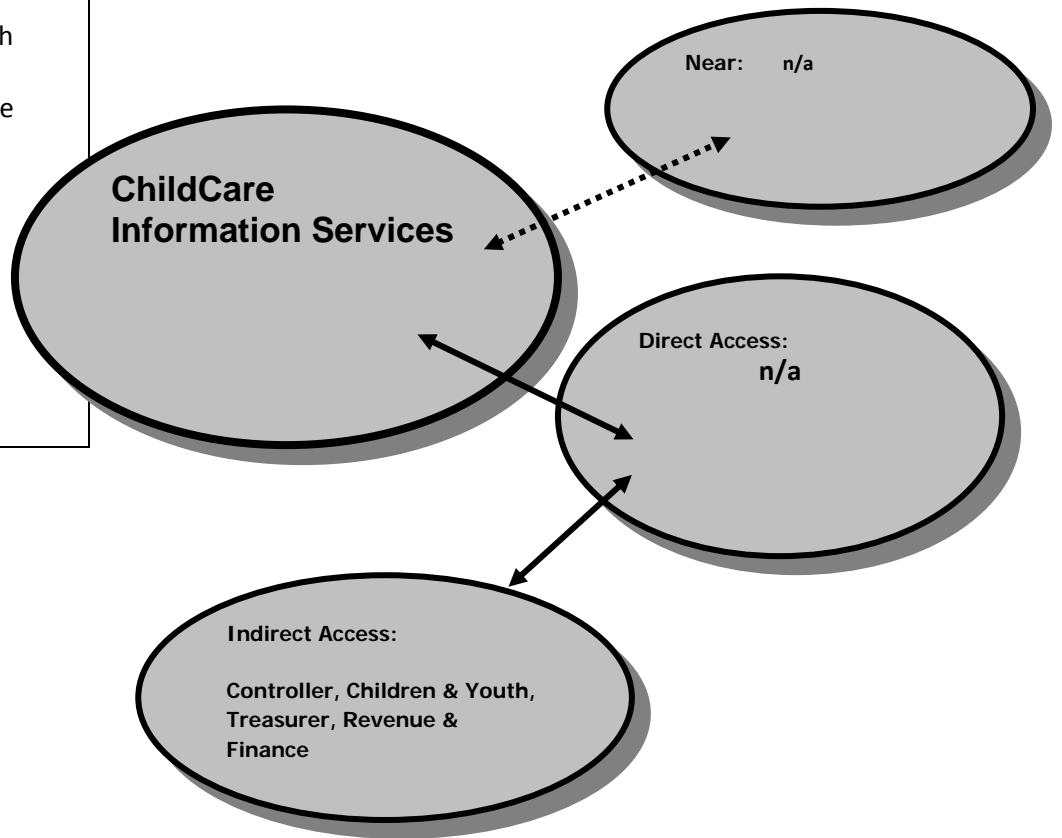 h
e
ChildCare
Information Services
Near: n/a
Direct Access:
n/a
Indirect Access:
Controller, Children & Youth,
Treasurer, Revenue &
Finance